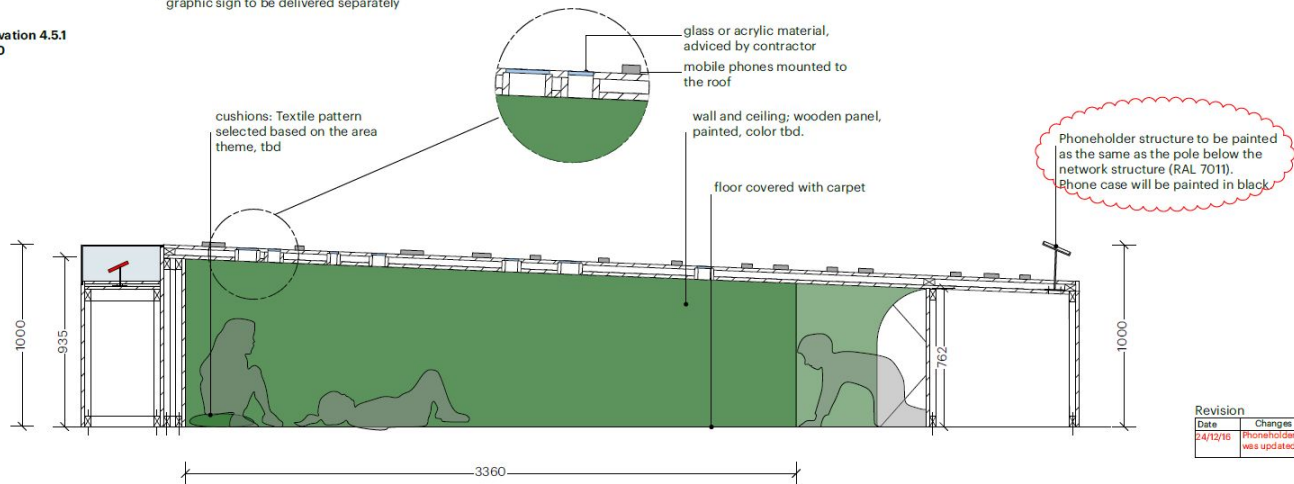 graphic sign to be delivered separately
vation 4.5.1
0
glass or acrylic material,
adviced by contractor
mobile phones mounted to
the roof
cushions: Textile pattern
selected based on the area
theme, tbd
wall and ceiling; wooden panel,
painted, color tbd.
floor covered with carpet
Phoneholder structure to be painted
as the same as the pole below the
network structure (RAL 7011).
Phone case will be painted in black
1000
935
762
1000
3360
Revision
Date Changes
24/12/16 Phoneholder
was updated